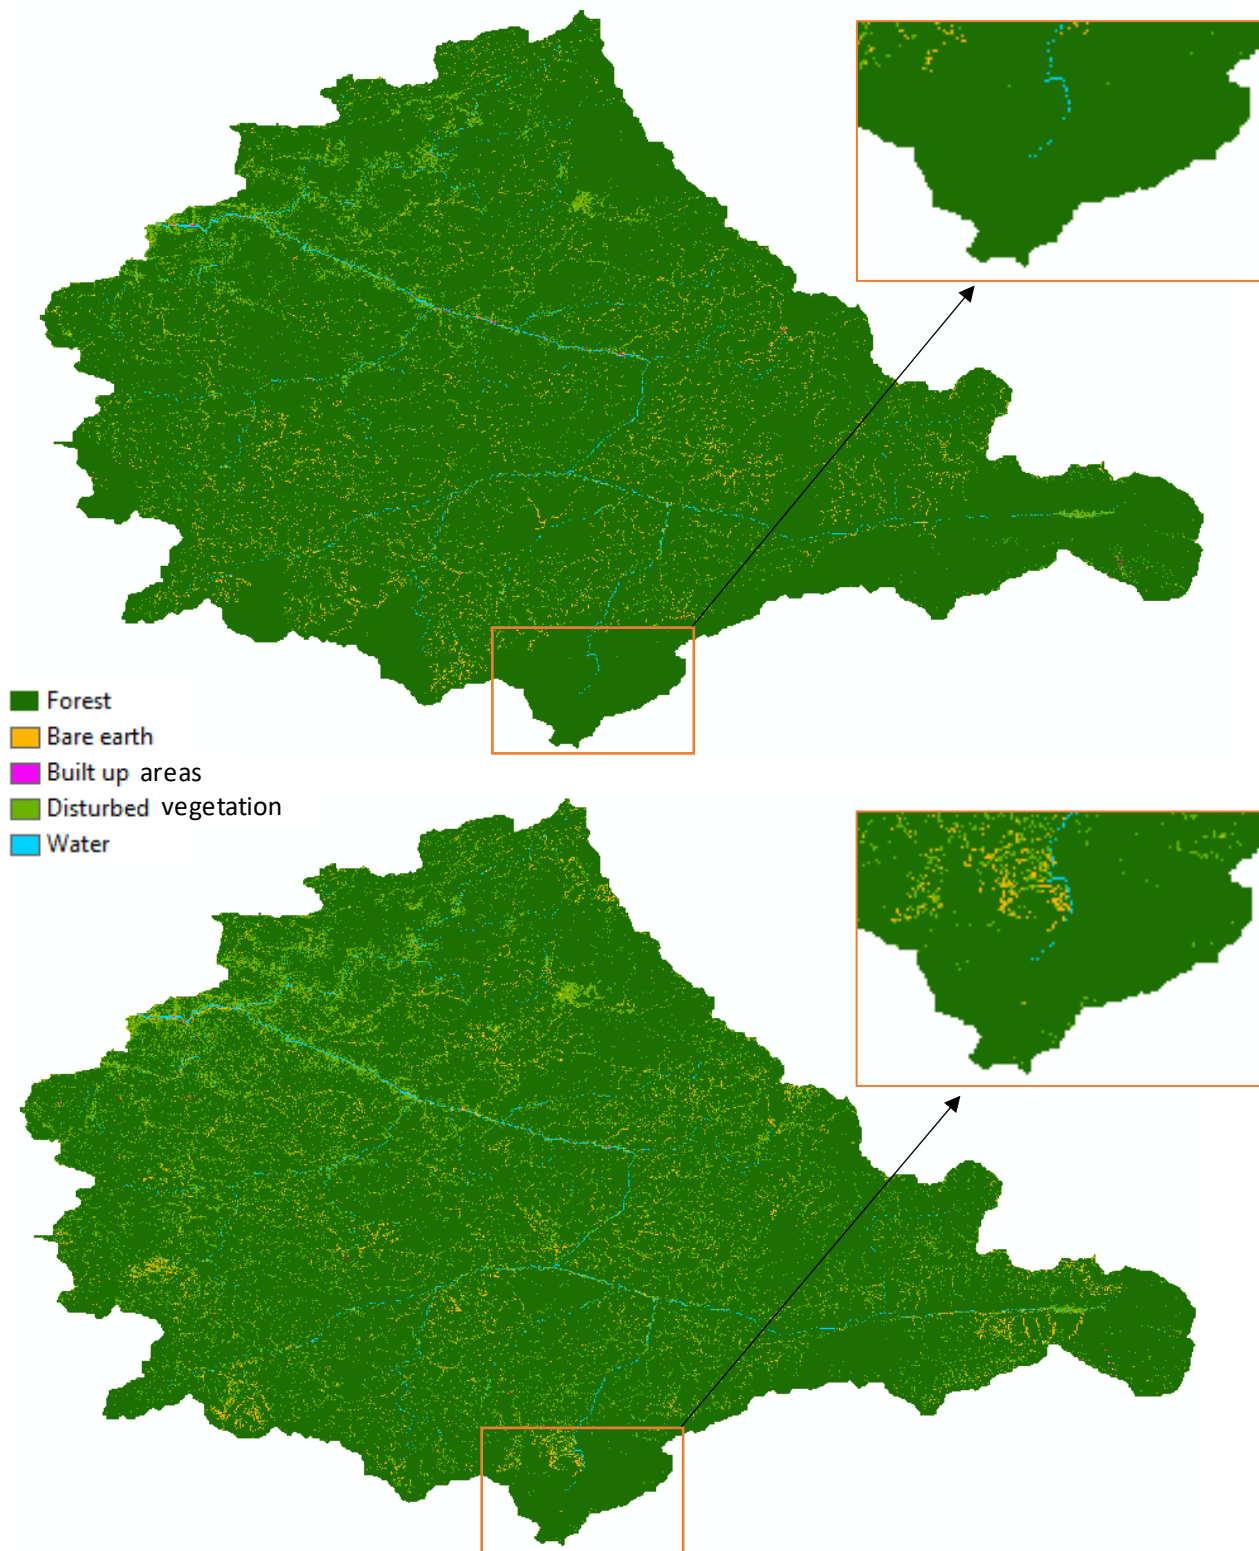 Forest
Bare earth
Built up areas
Disturbed vegetation
Water